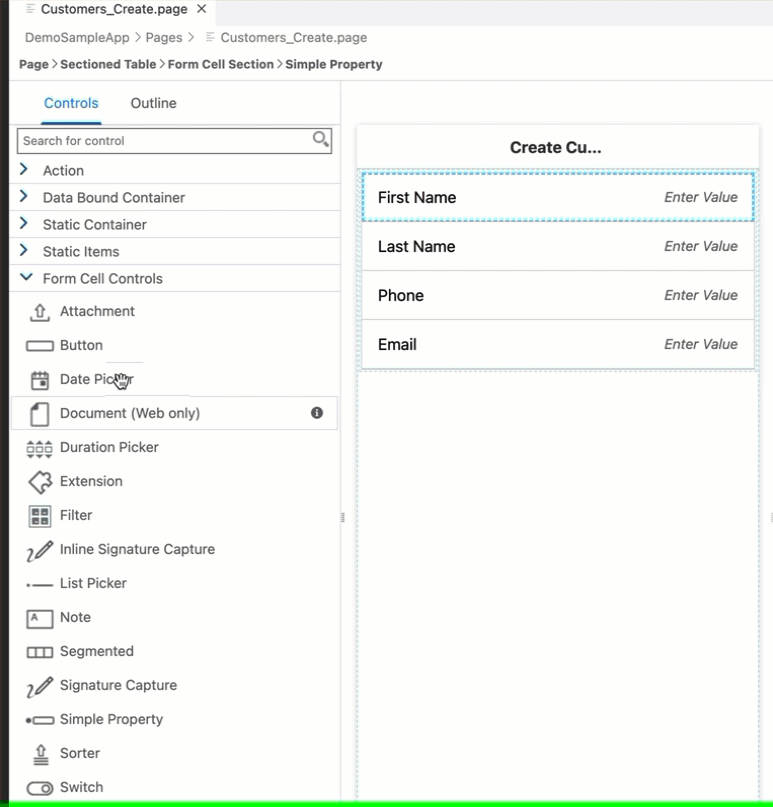 Customers_Create.page
DemoSampleApp > Pages > Customers_Create.page
Page > Sectioned Table > Form Cell Section > Simple Property
Controls Outline
Search for control
Action
Data Bound Container
Static Container
Static Items
Form Cell Controls
Attachment
Button
Date Picker
Document (Web only)
Duration Picker
Extension
Filter
Inline Signature Capture
List Picker
Note
Segmented
Signature Capture
Simple Property
Sorter
Switch
Create Cu...
First Name Enter Value
Last Name Enter Value
Phone Enter Value
Email Enter Value